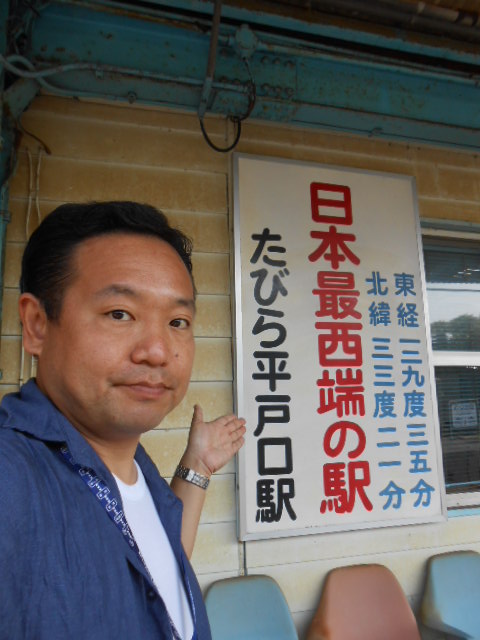 東経一二九度三五分
北緯三三度二一分
日本最西端の駅
たびら平戸口駅